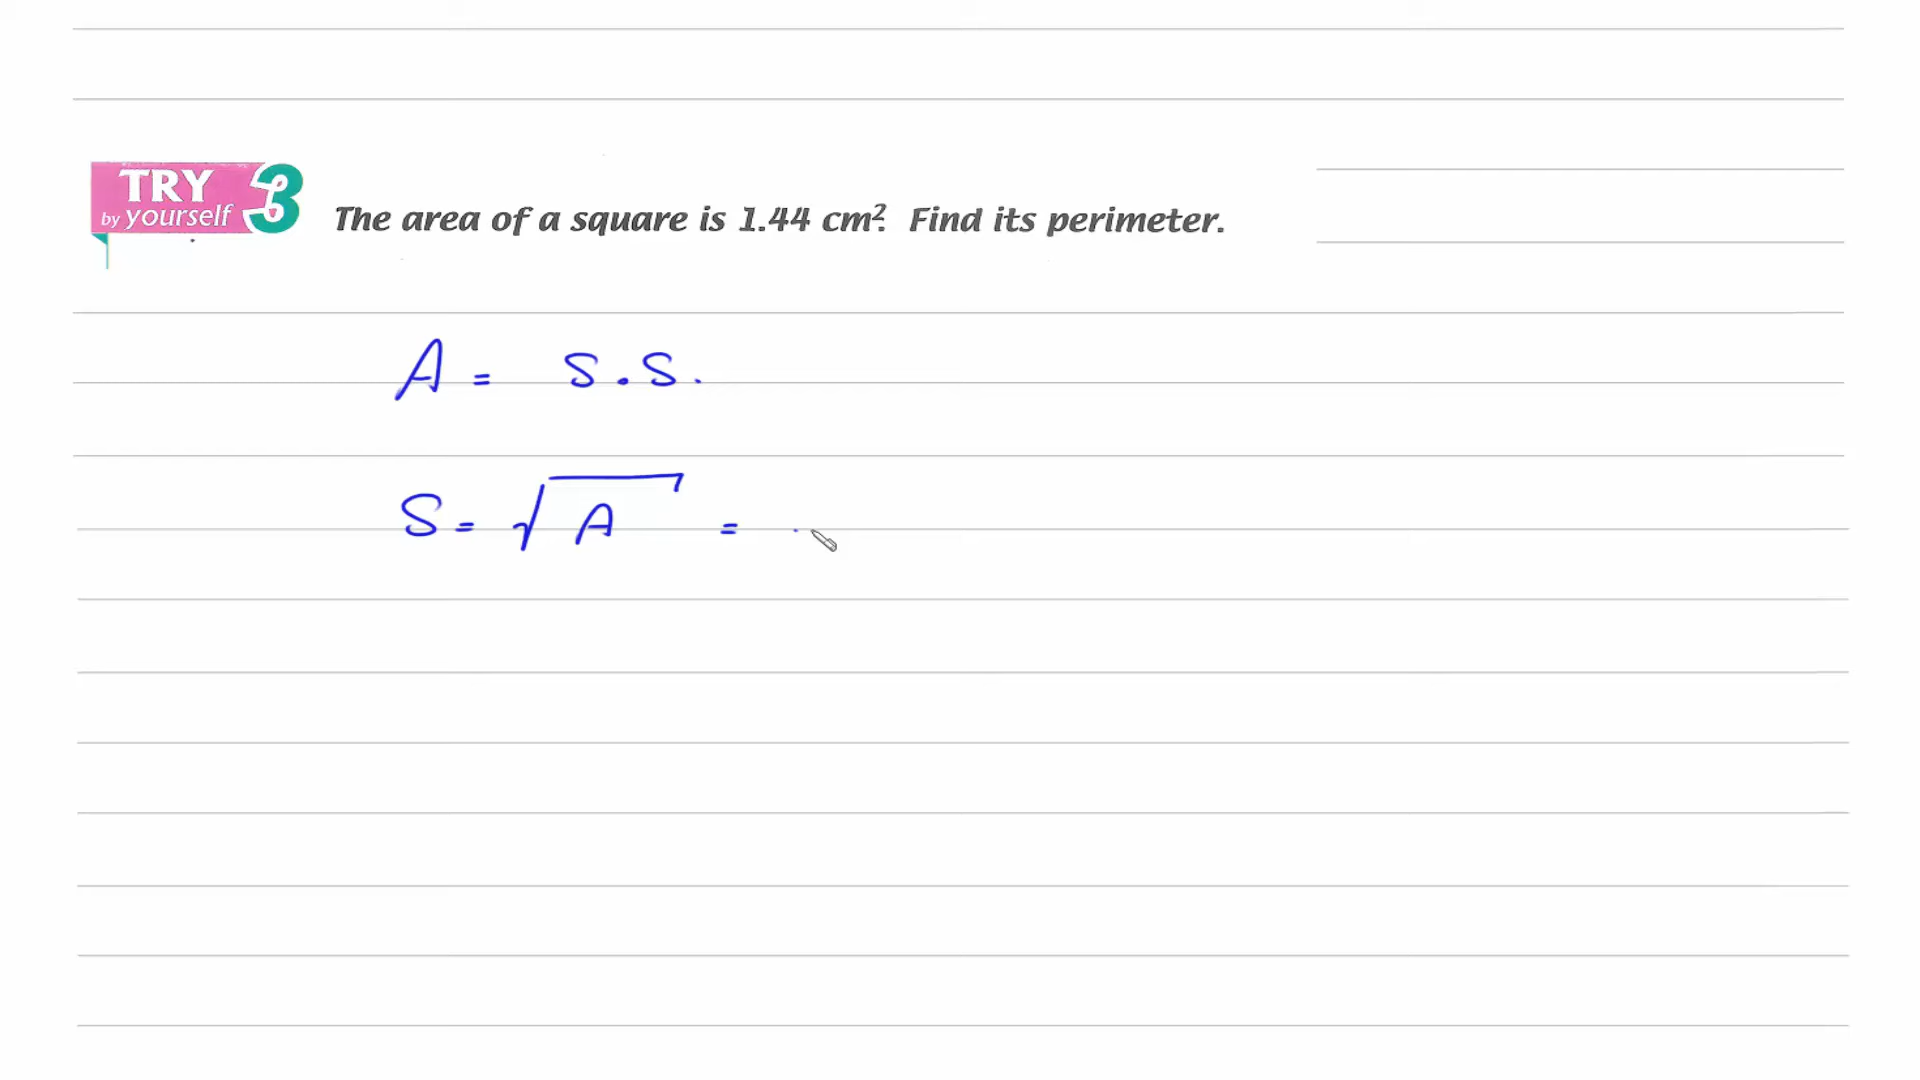 TRY
by yourself 3
The area of a square is 1.44 cm². Find its perimeter.
A = S.S.
S = √A =